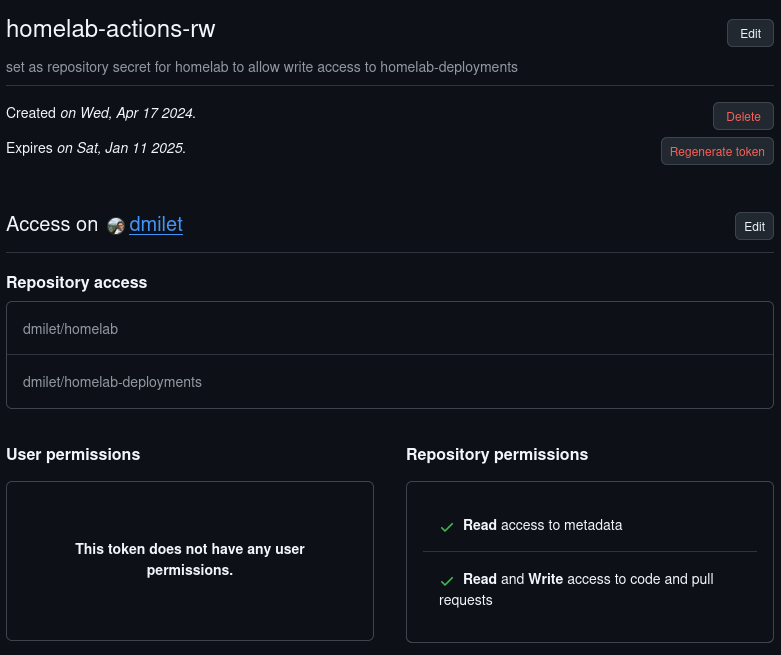 homelab-actions-rw
Edit
set as repository secret for homelab to allow write access to homelab-deployments
Created on Wed, Apr 17 2024.
Delete
Expires on Sat, Jan 11 2025.
Regenerate token
Access on dmilet
Edit
Repository access
dmilet/homelab
dmilet/homelab-deployments
User permissions
This token does not have any user
permissions.
Repository permissions
Read access to metadata
Read and Write access to code and pull
requests